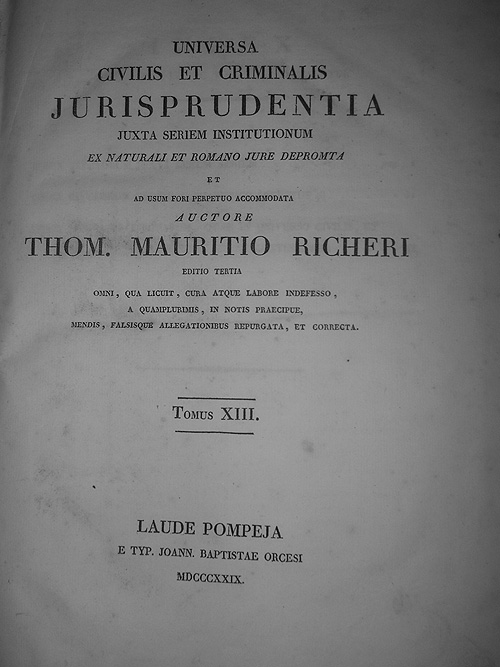 UNIVERSA
CIVILIS ET CRIMINALIS
JURISPRUDENTIA
JUXTA SERIEM INSTITUTIONUM
EX NATURALI ET ROMANO JURE DEPROMTA
ET
AD USUM FORI PERPETUO ACCOMMODATA
AUCTORE
THOM. MAURITIO RICHERI
EDITIO TERTIA
OMNI, QUA LICUIT, CURA ATQUE LABORE INDEFESSO,
A QUAMPLURIMIS, IN NOTIS PRAECIPUE,
MENDIS, FALSISQUE ALLEGATIONIBUS REPURGATA, ET CORRECTA.
TOMUS XIII.
LAUDE POMPEJA
E TYP. JOANN. BAPTISTAE ORCESI
MDCCCXXIX.